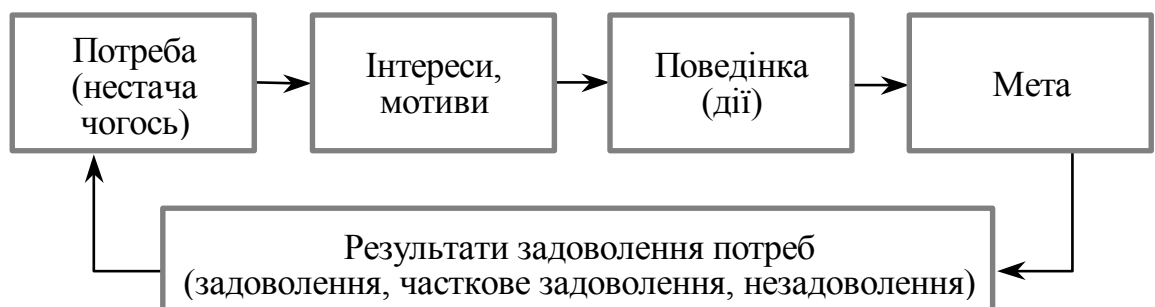 Потреба
(нестача
чогось)
Інтереси,
мотиви
Поведінка
(дії)
Мета
Результати задоволення потреб
(задоволення, часткове задоволення, незадоволення)